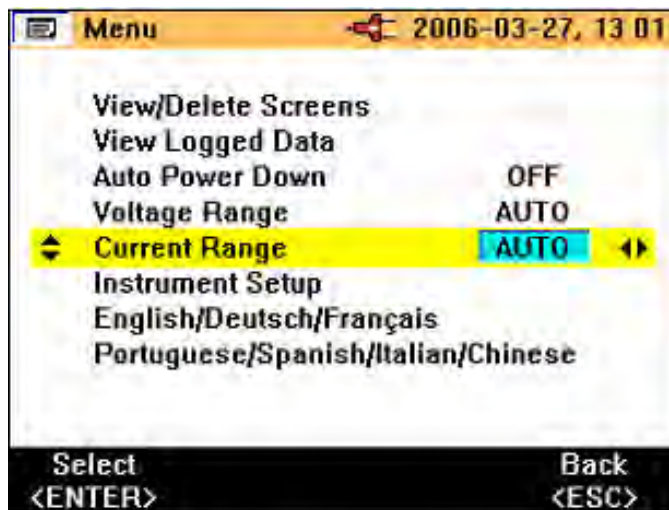 Menu 2006-03-27, 13 01
View/Delete Screens
View Logged Data
Auto Power Down OFF
Voltage Range AUTO
Current Range AUTO
Instrument Setup
English/Deutsch/Français
Portuguese/Spanish/Italian/Chinese
Select Back
<ENTER> <ESC>